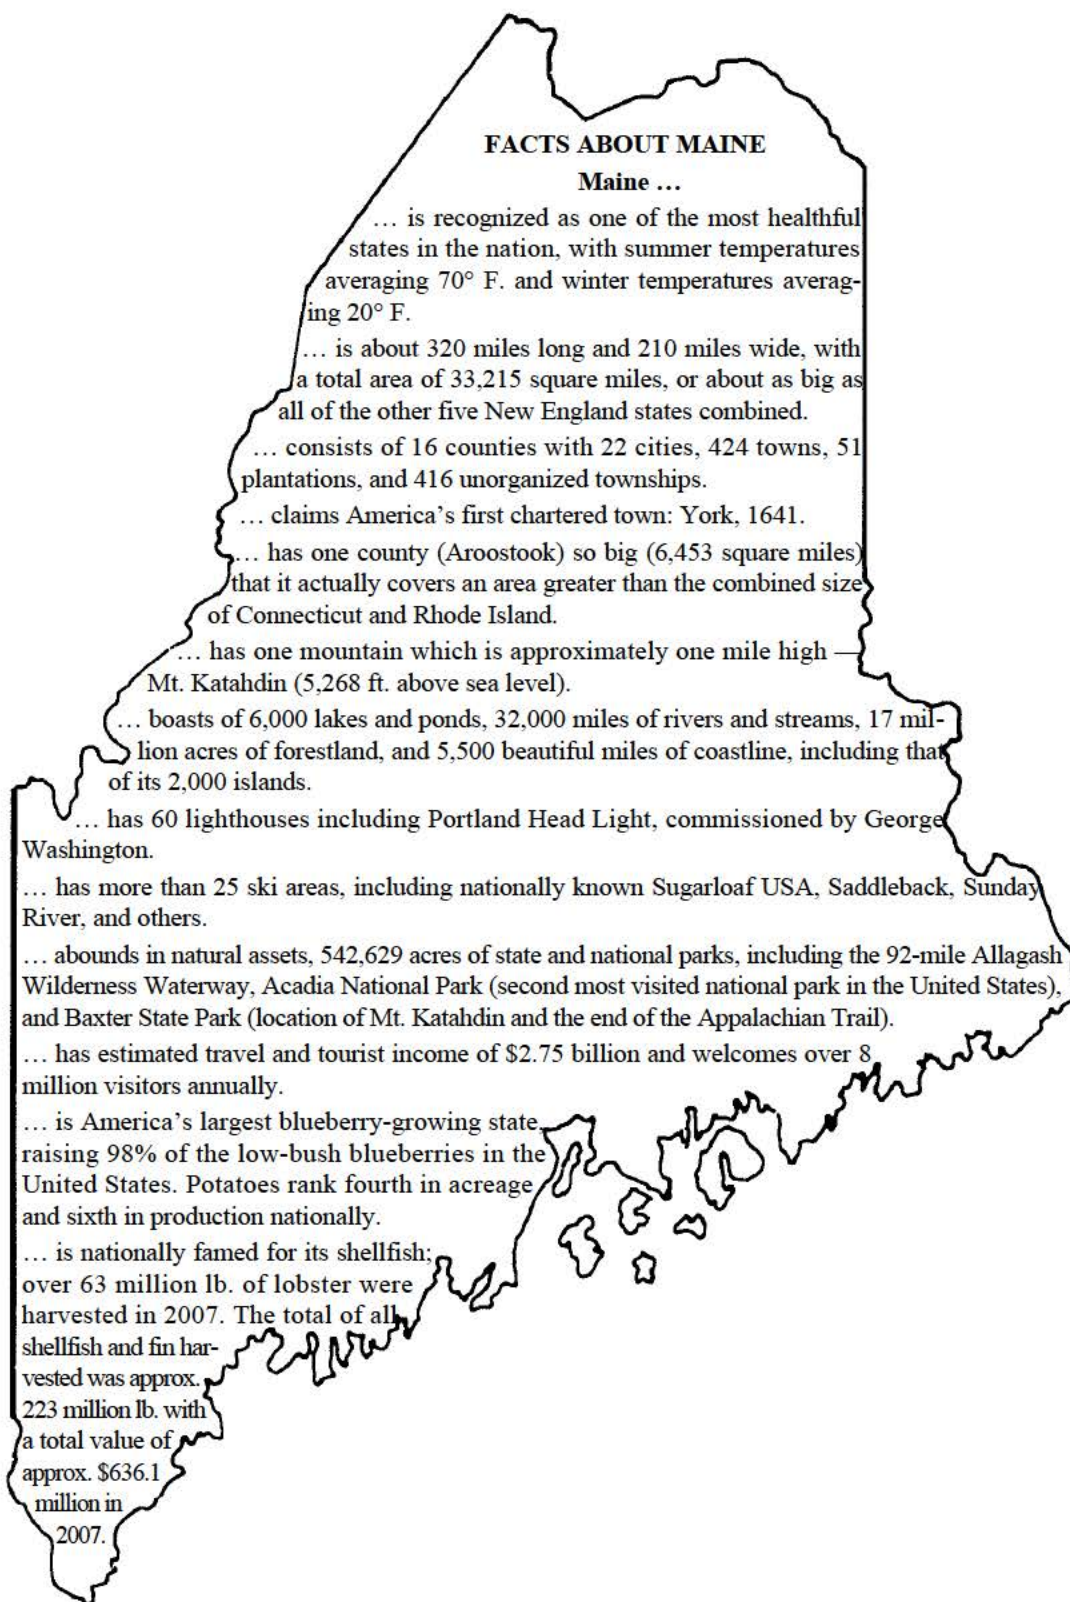 FACTS ABOUT MAINE
Maine …
… is recognized as one of the most healthful
states in the nation, with summer temperatures
averaging 70° F. and winter temperatures averag-
ing 20° F.
… is about 320 miles long and 210 miles wide, with
a total area of 33,215 square miles, or about as big as
all of the other five New England states combined.
… consists of 16 counties with 22 cities, 424 towns, 51
plantations, and 416 unorganized townships.
… claims America’s first chartered town: York, 1641.
… has one county (Aroostook) so big (6,453 square miles)
that it actually covers an area greater than the combined size
of Connecticut and Rhode Island.
… has one mountain which is approximately one mile high —
Mt. Katahdin (5,268 ft. above sea level).
… boasts of 6,000 lakes and ponds, 32,000 miles of rivers and streams, 17 mil-
lion acres of forestland, and 5,500 beautiful miles of coastline, including that
of its 2,000 islands.
… has 60 lighthouses including Portland Head Light, commissioned by George
Washington.
… has more than 25 ski areas, including nationally known Sugarloaf USA, Saddleback, Sunday
River, and others.
… abounds in natural assets, 542,629 acres of state and national parks, including the 92-mile Allagash
Wilderness Waterway, Acadia National Park (second most visited national park in the United States),
and Baxter State Park (location of Mt. Katahdin and the end of the Appalachian Trail).
… has estimated travel and tourist income of $2.75 billion and welcomes over 8
million visitors annually.
… is America’s largest blueberry-growing state,
raising 98% of the low-bush blueberries in the
United States. Potatoes rank fourth in acreage
and sixth in production nationally.
… is nationally famed for its shellfish;
over 63 million lb. of lobster were
harvested in 2007. The total of all
shellfish and fin har-
vested was approx.
223 million lb. with
a total value of
approx. $636.1
million in
2007.